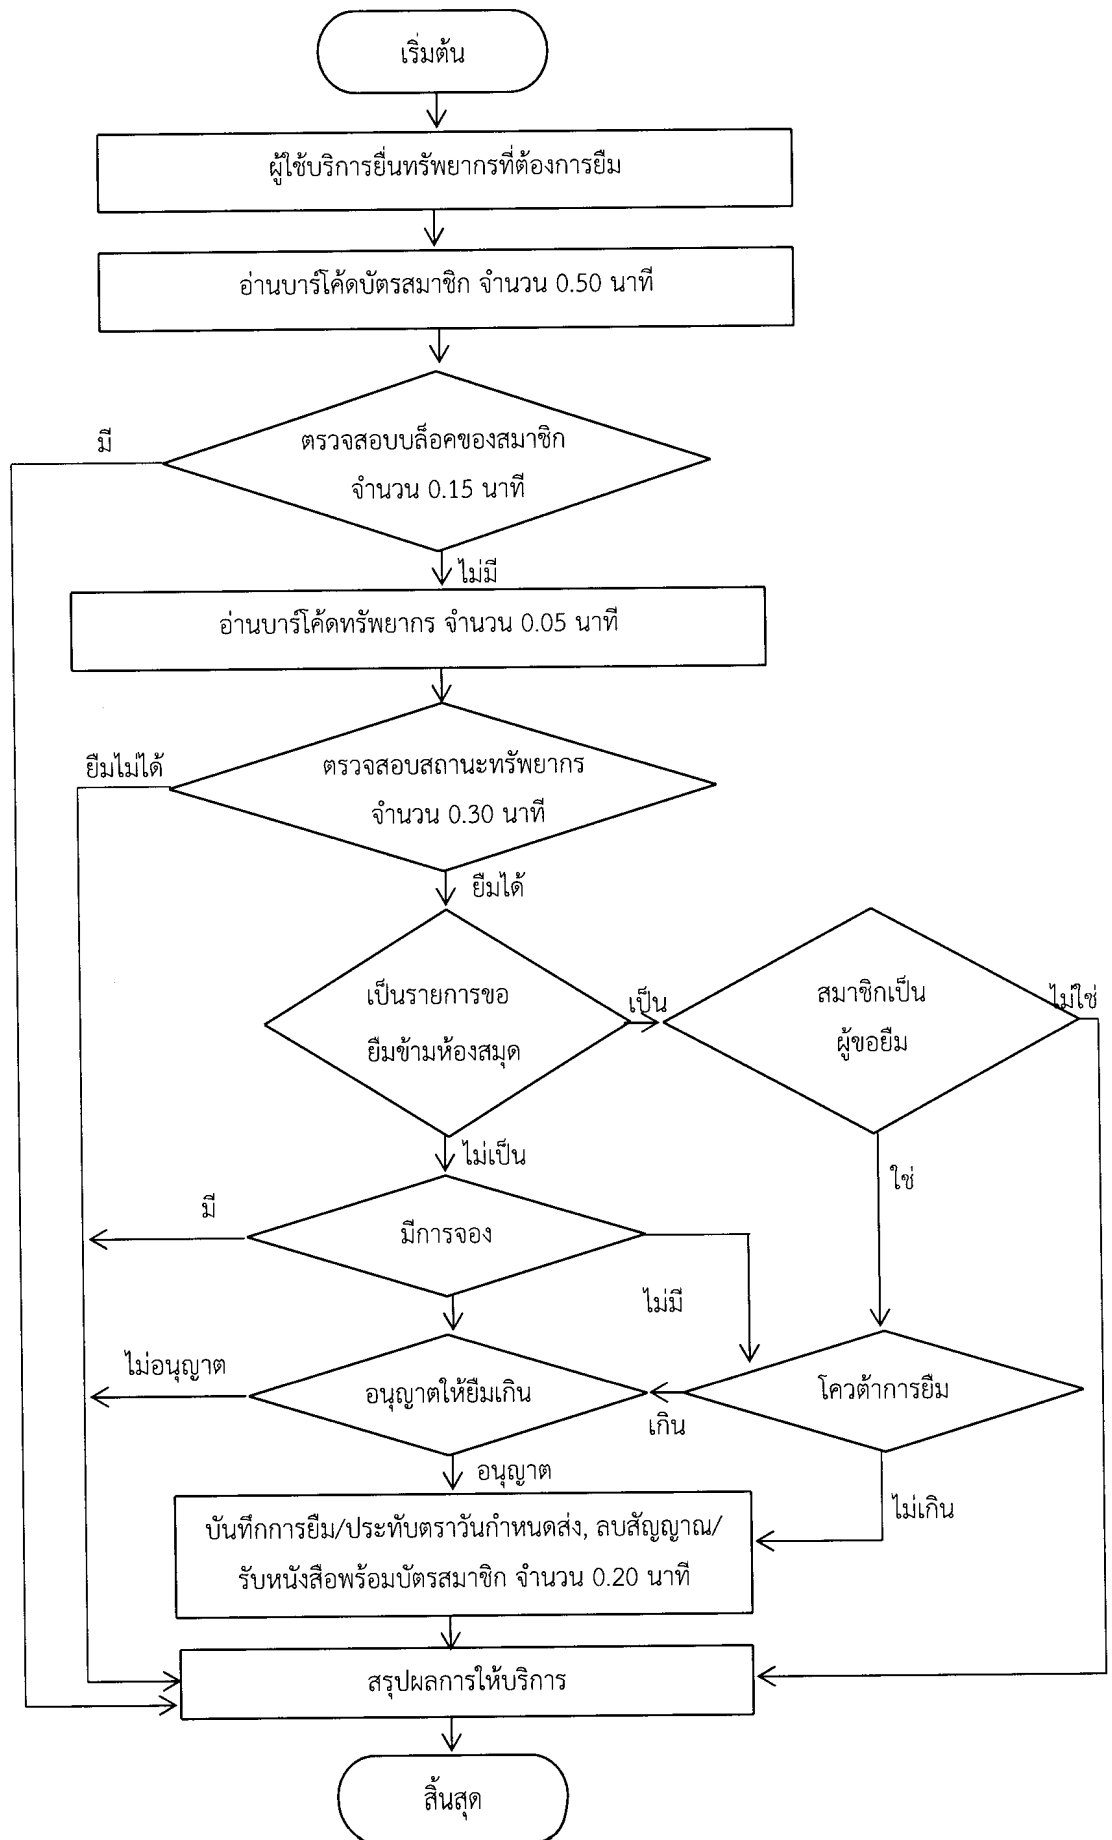 เริ่มต้น
ผู้ใช้บริการยื่นทรัพยากรที่ต้องการยืม
อ่านบาร์โค้ดบัตรสมาชิก จำนวน 0.50 นาที
มี
ตรวจสอบบล็อคของสมาชิก
จำนวน 0.15 นาที
ไม่มี
อ่านบาร์โค้ดทรัพยากร จำนวน 0.05 นาที
ยืมไม่ได้
ตรวจสอบสถานะทรัพยากร
จำนวน 0.30 นาที
ยืมได้
เป็นรายการขอ
ยืมข้ามห้องสมุด
เป็น
สมาชิกเป็น
ผู้ขอยืม
ไม่ใช่
ไม่เป็น
ใช่
มี
มีการจอง
ไม่มี
ไม่อนุญาต
อนุญาตให้ยืมเกิน
เกิน
โควต้าการยืม
อนุญาต
ไม่เกิน
บันทึกการยืม/ประทับตราวันกำหนดส่ง, ลบสัญญาณ/
รับหนังสือพร้อมบัตรสมาชิก จำนวน 0.20 นาที
สรุปผลการให้บริการ
สิ้นสุด